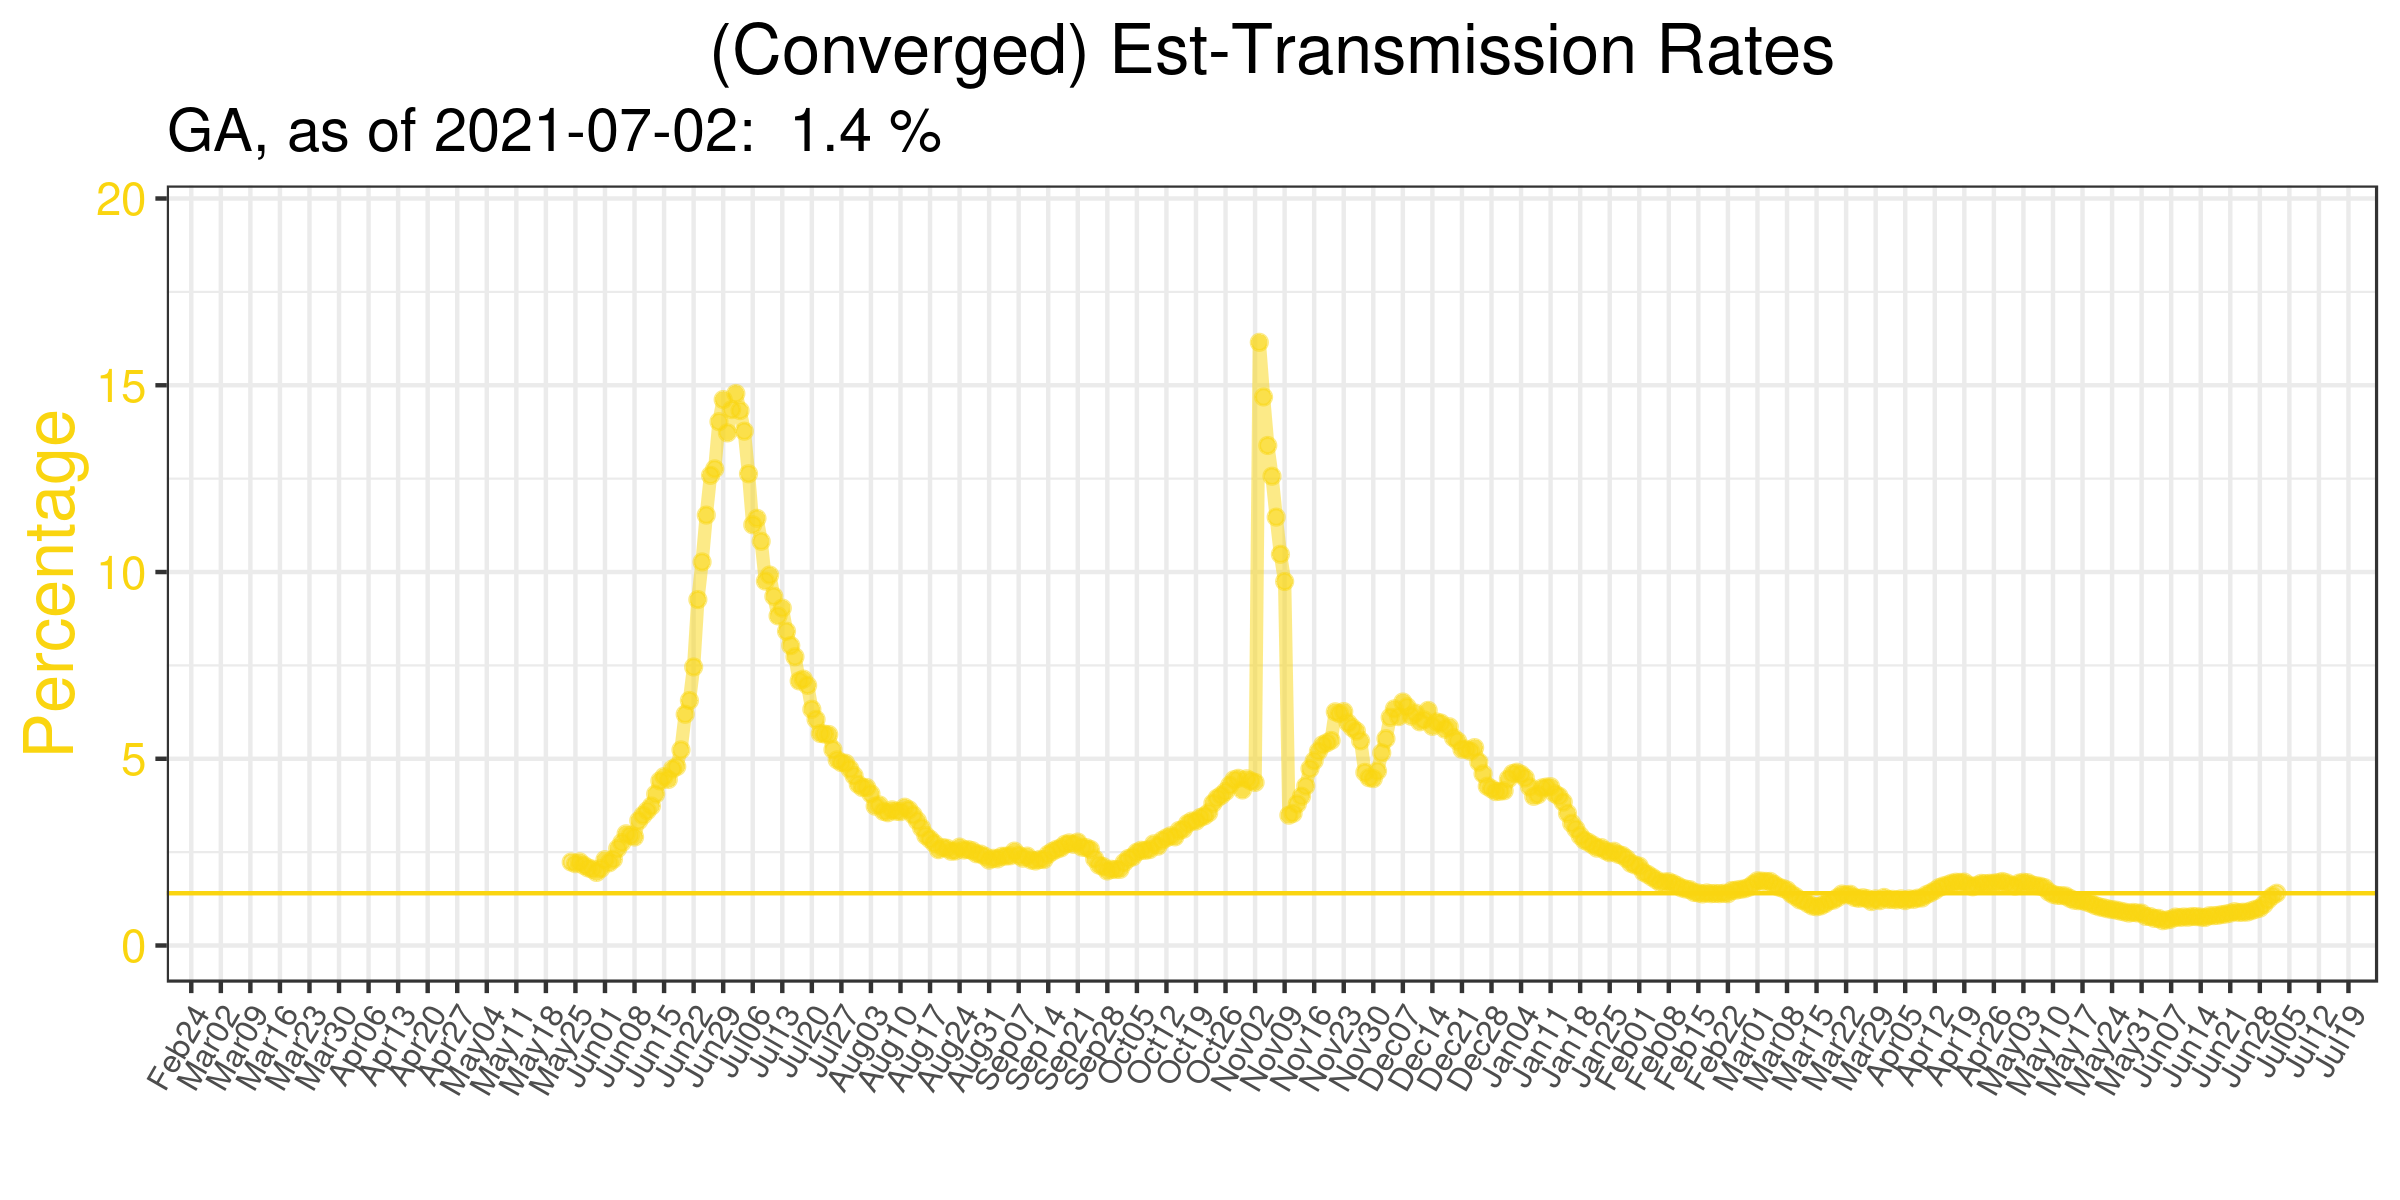 (Converged) Est-Transmission Rates
GA, as of 2021-07-02:  1.4 %
Percentage
20
15
10
5
0
Feb24
Mar02
Mar09
Mar16
Mar23
Mar30
Apr06
Apr13
Apr20
Apr27
May04
May11
May18
May25
Jun01
Jun08
Jun15
Jun22
Jun29
Jul06
Jul13
Jul20
Jul27
Aug03
Aug10
Aug17
Aug24
Aug31
Sep07
Sep14
Sep21
Sep28
Oct05
Oct12
Oct19
Oct26
Nov02
Nov09
Nov16
Nov23
Nov30
Dec07
Dec14
Dec21
Dec28
Jan04
Jan11
Jan18
Jan25
Feb01
Feb08
Feb15
Feb22
Mar01
Mar08
Mar15
Mar22
Mar29
Apr05
Apr12
Apr19
Apr26
May03
May10
May17
May24
May31
Jun07
Jun14
Jun21
Jun28
Jul05
Jul12
Jul19